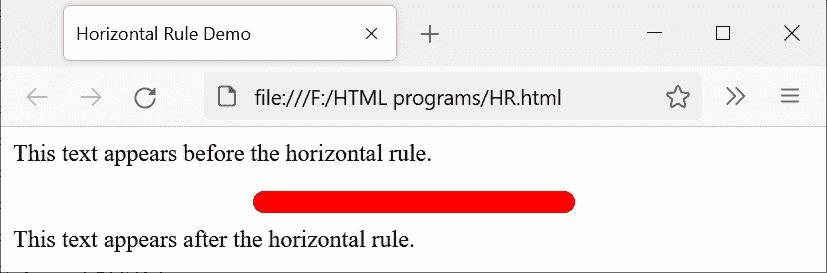 Horizontal Rule Demo
file:///F:/HTML programs/HR.html
This text appears before the horizontal rule.
This text appears after the horizontal rule.